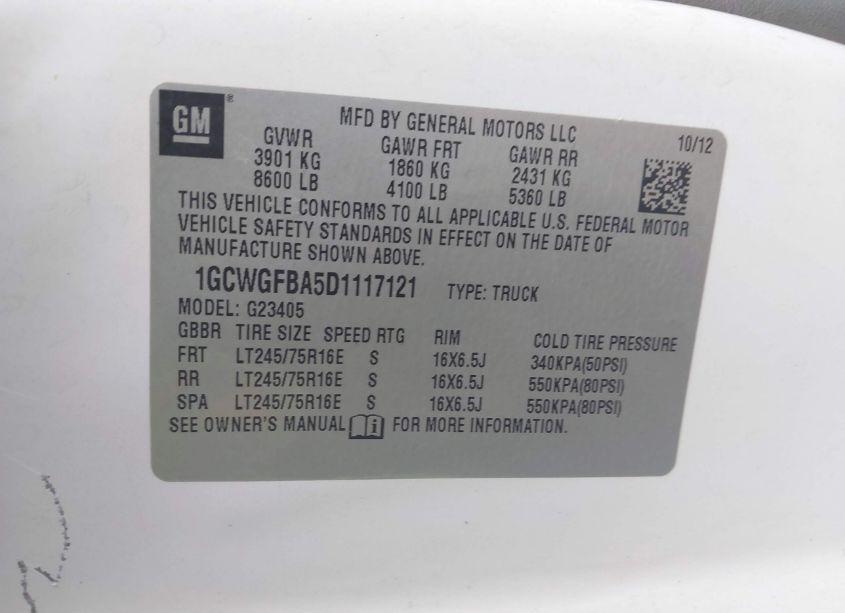 GM®
MFD BY GENERAL MOTORS LLC
10/12
GVWR GAWR FRT GAWR RR
3901 KG 1860 KG 2431 KG
8600 LB 4100 LB 5360 LB
THIS VEHICLE CONFORMS TO ALL APPLICABLE U.S. FEDERAL MOTOR
VEHICLE SAFETY STANDARDS IN EFFECT ON THE DATE OF
MANUFACTURE SHOWN ABOVE.
1GCWGFBA5D1117121 TYPE: TRUCK
MODEL: G23405
GBBR TIRE SIZE SPEED RTG RIM COLD TIRE PRESSURE
FRT LT245/75R16E S 16X6.5J 340KPA(50PSI)
RR LT245/75R16E S 16X6.5J 550KPA(80PSI)
SPA LT245/75R16E S 16X6.5J 550KPA(80PSI)
SEE OWNER'S MANUAL i FOR MORE INFORMATION.